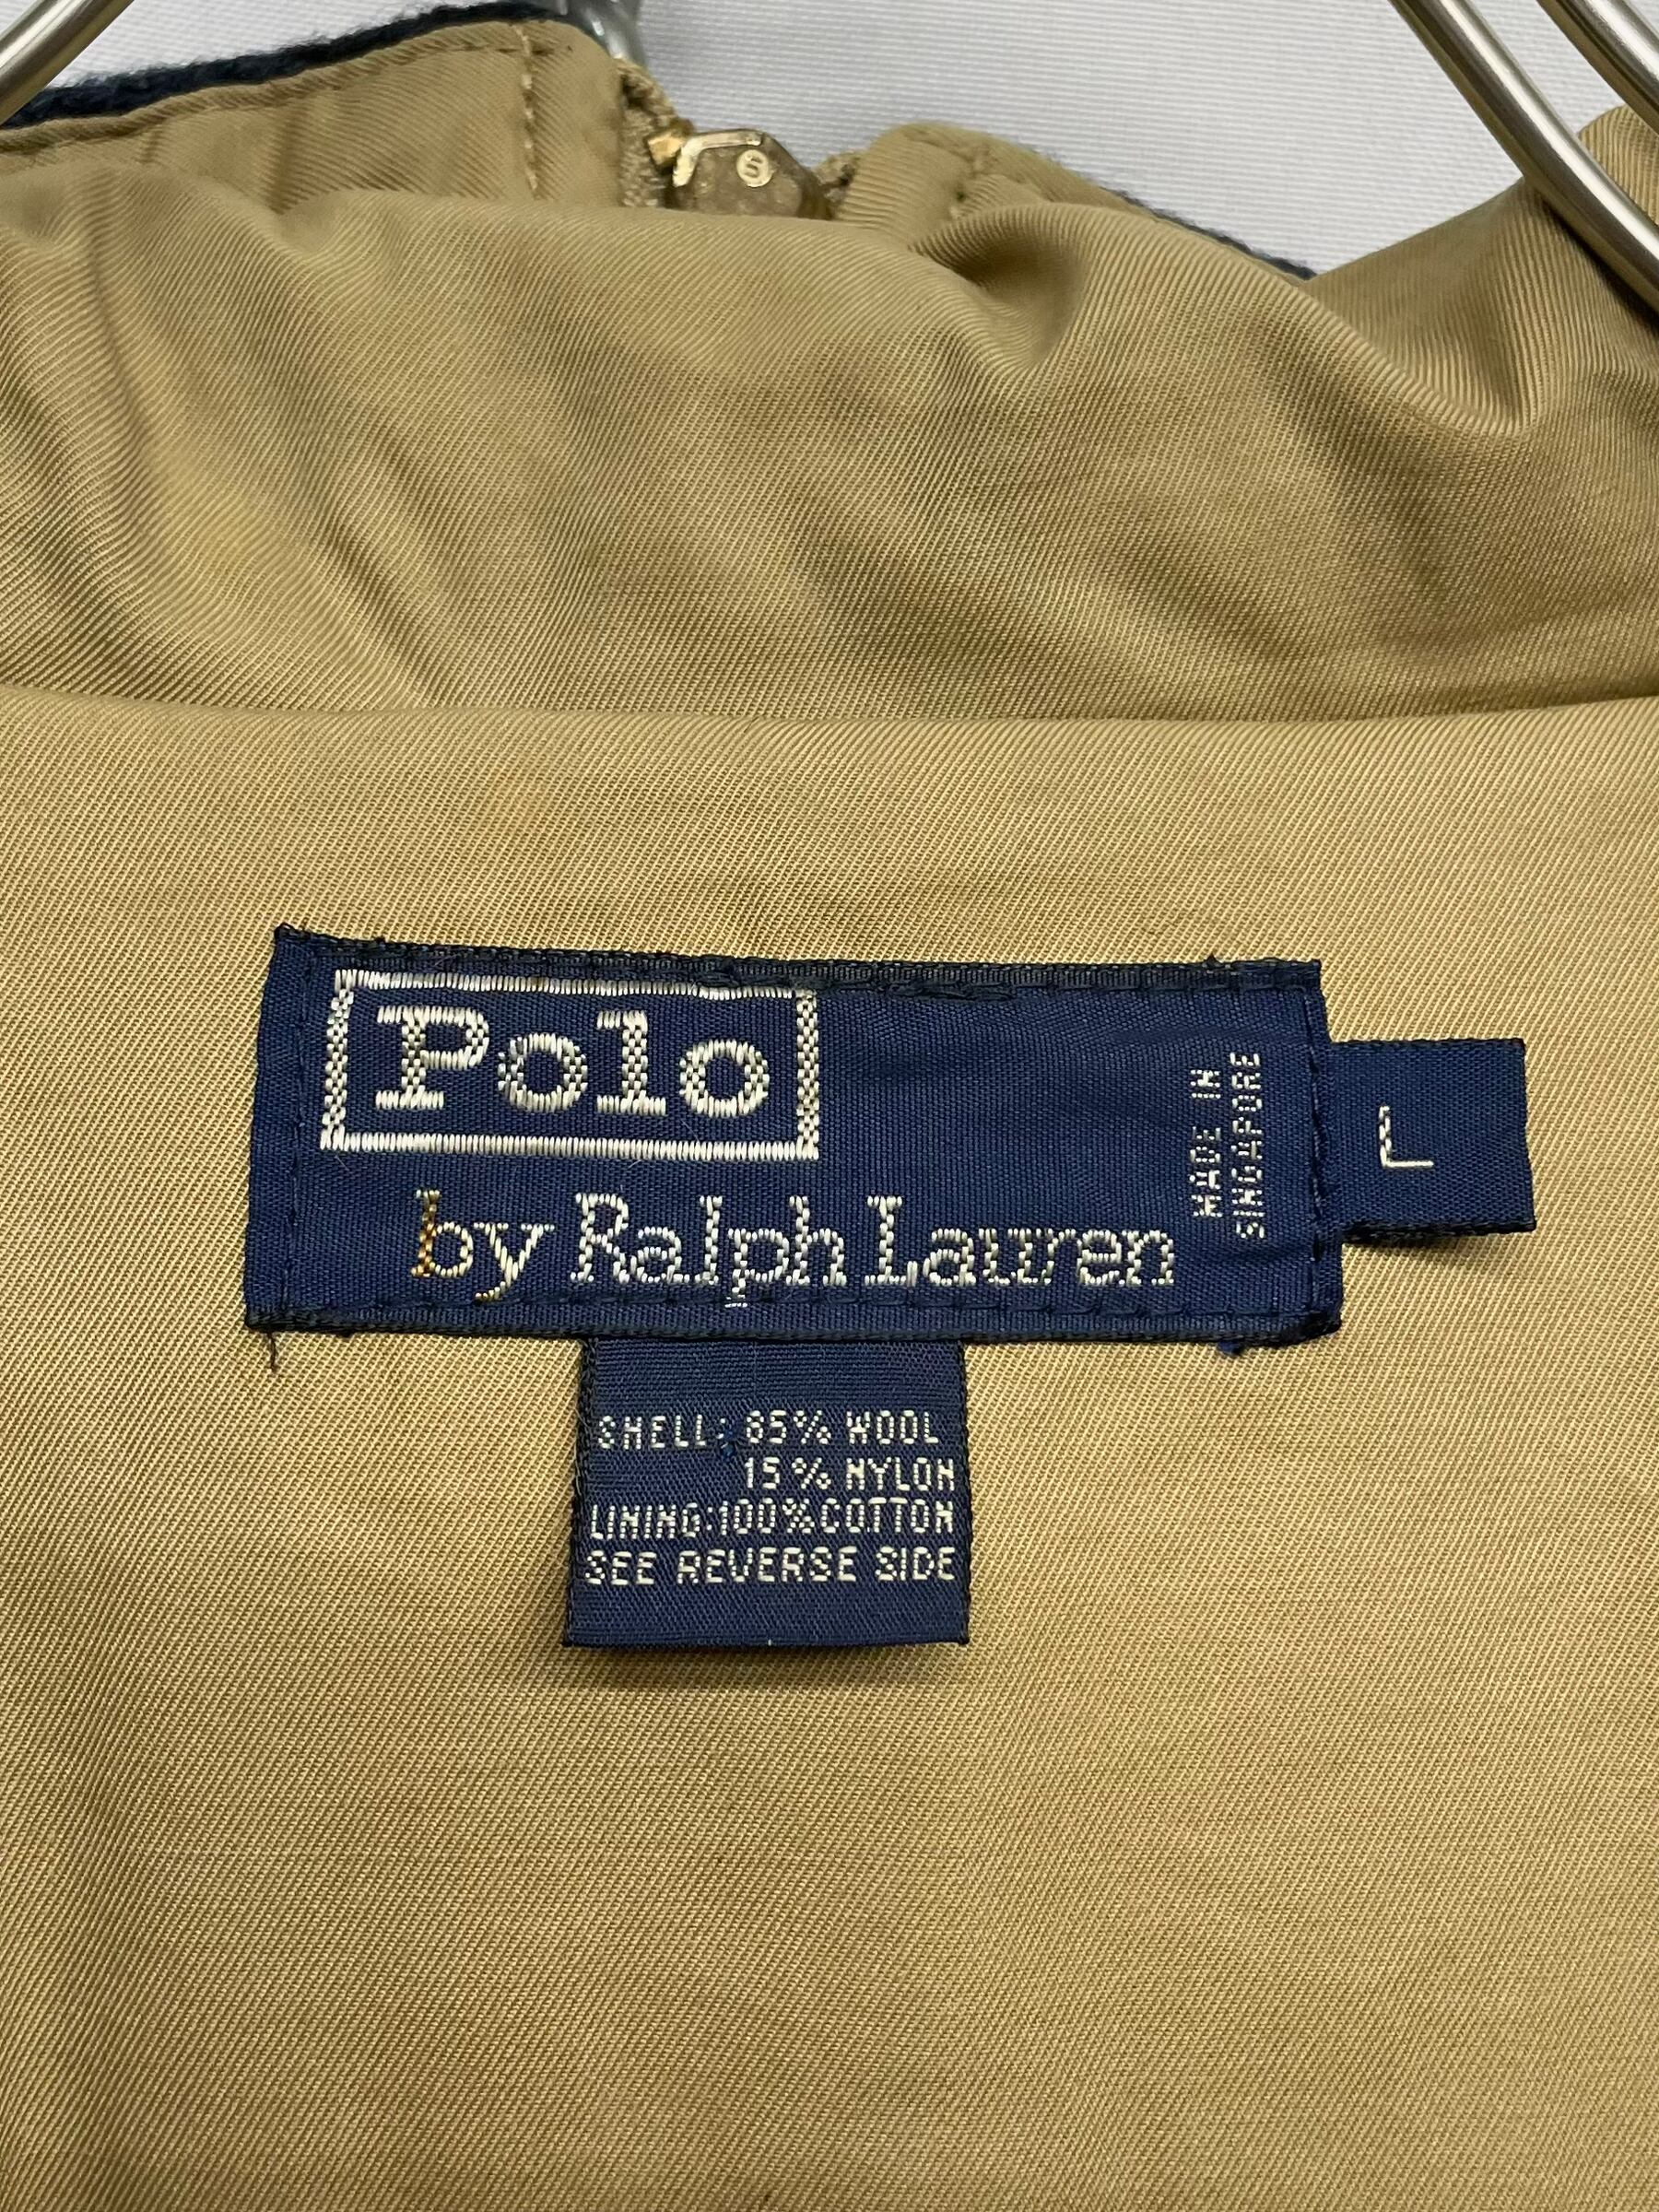 S
Polo
by Ralph Lauren
MADE IN
SINGAPORE
L
SHELL: 85% WOOL
15% NYLON
LINING:100%COTTON
SEE REVERSE SIDE